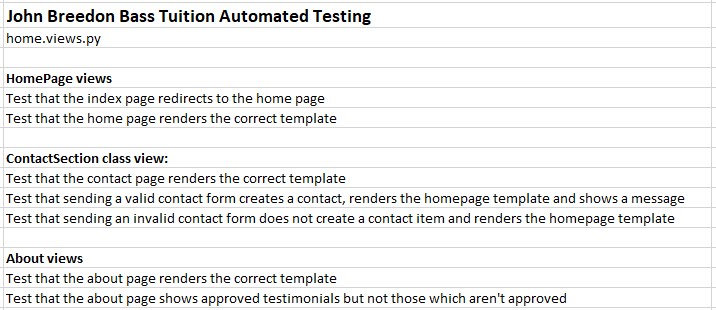 John Breedon Bass Tuition Automated Testing
home.views.py
HomePage views
Test that the index page redirects to the home page
Test that the home page renders the correct template
ContactSection class view:
Test that the contact page renders the correct template
Test that sending a valid contact form creates a contact, renders the homepage template and shows a message
Test that sending an invalid contact form does not create a contact item and renders the homepage template
About views
Test that the about page renders the correct template
Test that the about page shows approved testimonials but not those which aren't approved